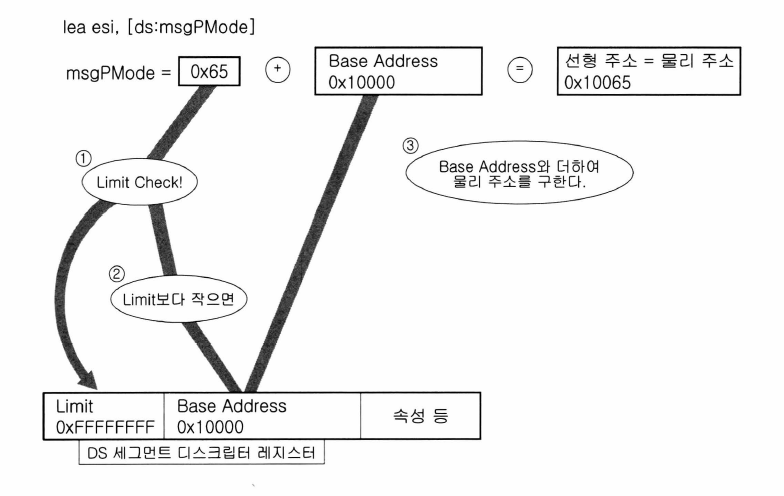 lea esi, [ds:msgPMode]
msgPMode = 0x65 + Base Address 0x10000 = 선형 주소 = 물리 주소 0x10065
① Limit Check!
③ Base Address와 더하여
물리 주소를 구한다.
② Limit보다 작으면
Limit
0xFFFFFFFF
Base Address
0x10000
속성 등
DS 세그먼트 디스크립터 레지스터